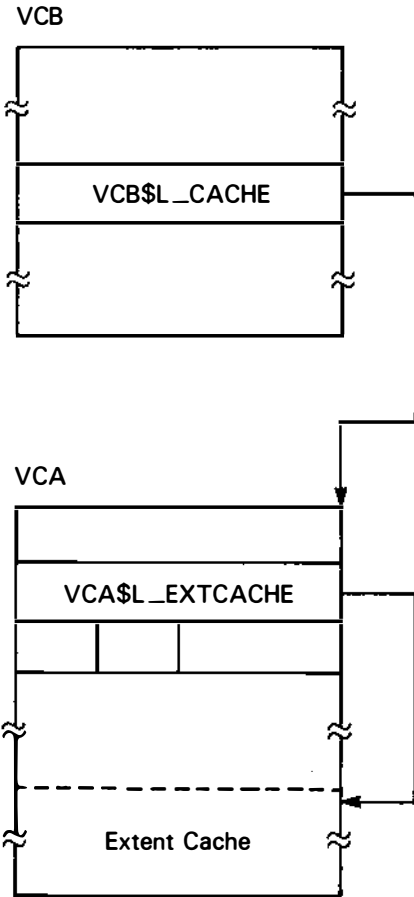 VCB
VCB$L_CACHE
VCA
VCA$L_EXTCACHE
Extent Cache